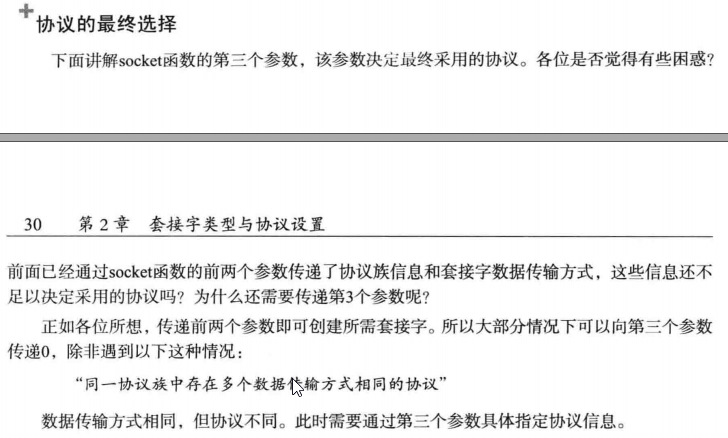 协议的最终选择
下面讲解socket函数的第三个参数，该参数决定最终采用的协议。各位是否觉得有些困惑？
30 第 2 章 套接字类型与协议设置
前面已经通过socket函数的前两个参数传递了协议族信息和套接字数据传输方式，这些信息还不
足以决定采用的协议吗？为什么还需要传递第3个参数呢？
正如各位所想，传递前两个参数即可创建所需套接字。所以大部分情况下可以向第三个参数
传递0，除非遇到以下这种情况：
“同一协议族中存在多个数据传输方式相同的协议”
数据传输方式相同，但协议不同。此时需要通过第三个参数具体指定协议信息。